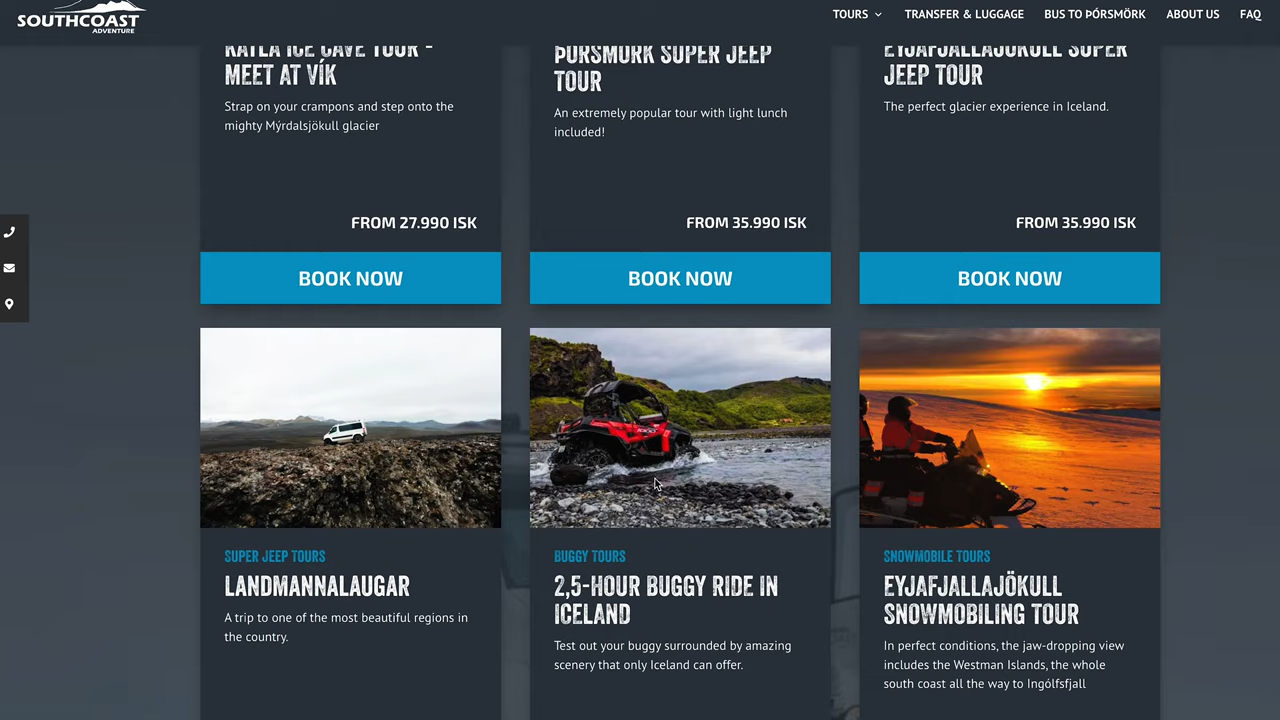 SOUTHCOAST
ADVENTURE
TOURS
TRANSFER & LUGGAGE
BUS TO ÞÓRSMÖRK
ABOUT US
FAQ
KATLA ICE CAVE TOUR -
MEET AT VÍK
Strap on your crampons and step onto the
mighty Mýrdalsjökull glacier
FROM 27.990 ISK
BOOK NOW
ÞÓRSMÖRK SUPER JEEP
TOUR
An extremely popular tour with light lunch
included!
FROM 35.990 ISK
BOOK NOW
EYJAFJALLAJÖKULL SUPER
JEEP TOUR
The perfect glacier experience in Iceland.
FROM 35.990 ISK
BOOK NOW
SUPER JEEP TOURS
LANDMANNALAUGAR
A trip to one of the most beautiful regions in
the country.
BUGGY TOURS
2,5-HOUR BUGGY RIDE IN
ICELAND
Test out your buggy surrounded by amazing
scenery that only Iceland can offer.
SNOWMOBILE TOURS
EYJAFJALLAJÖKULL
SNOWMOBILING TOUR
In perfect conditions, the jaw-dropping view
includes the Westman Islands, the whole
south coast all the way to Ingólfsfjall